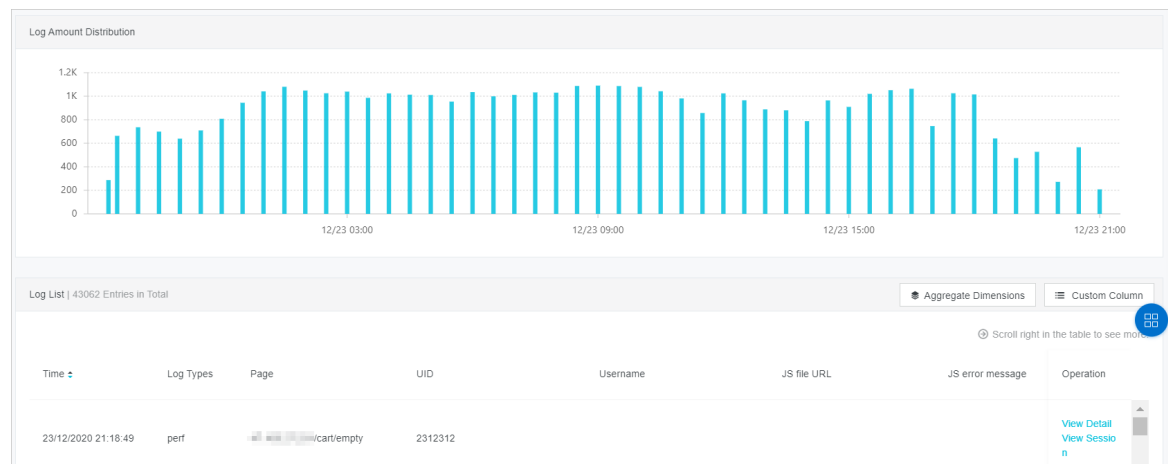 Log Amount Distribution
1.2K
1K
800
600
400
200
0
12/23 03:00
12/23 09:00
12/23 15:00
12/23 21:00
Log List | 43062 Entries in Total
Aggregate Dimensions
Custom Column
Scroll right in the table to see more
Time
Log Types
Page
UID
Username
JS file URL
JS error message
Operation
23/12/2020 21:18:49
perf
/cart/empty
2312312
View Detail
View Sessio
n